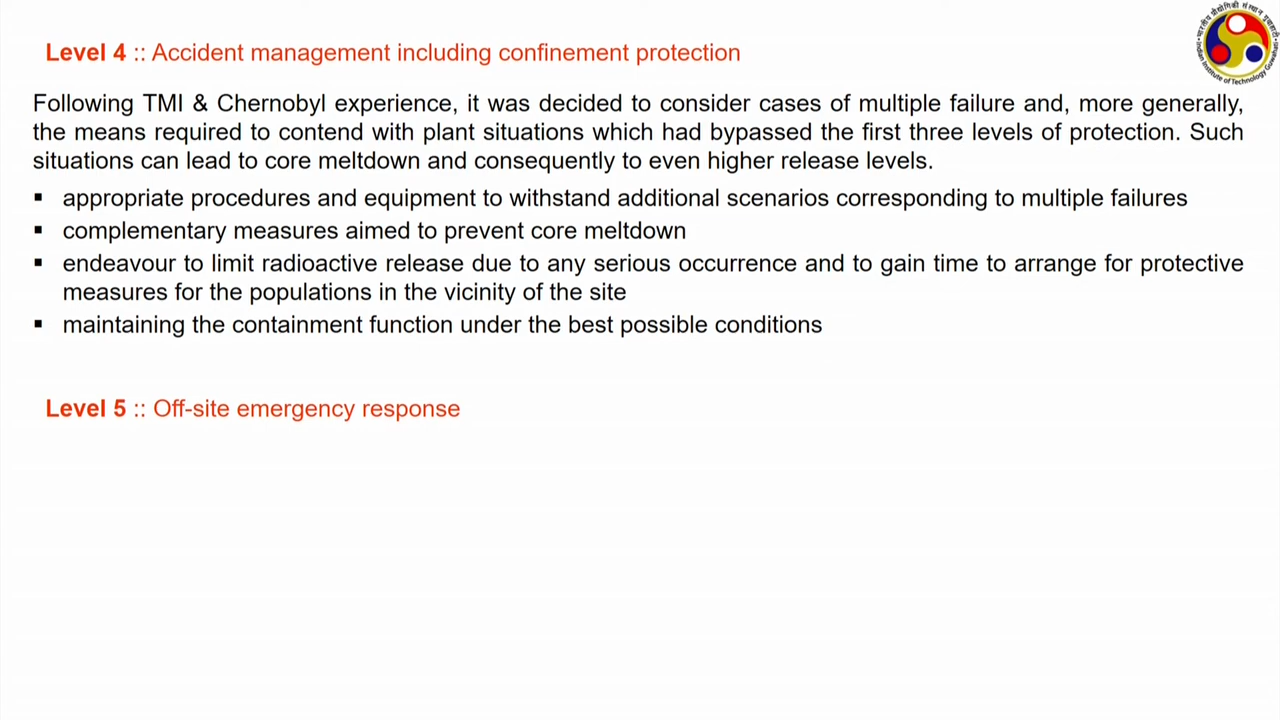 Level 4 :: Accident management including confinement protection
Following TMI & Chernobyl experience, it was decided to consider cases of multiple failure and, more generally,
the means required to contend with plant situations which had bypassed the first three levels of protection. Such
situations can lead to core meltdown and consequently to even higher release levels.
▪ appropriate procedures and equipment to withstand additional scenarios corresponding to multiple failures
▪ complementary measures aimed to prevent core meltdown
▪ endeavour to limit radioactive release due to any serious occurrence and to gain time to arrange for protective
measures for the populations in the vicinity of the site
▪ maintaining the containment function under the best possible conditions
Level 5 :: Off-site emergency response
भारतीय प्रौद्योगिकी संस्थान गुवाहाटी
Indian Institute of Technology Guwahati